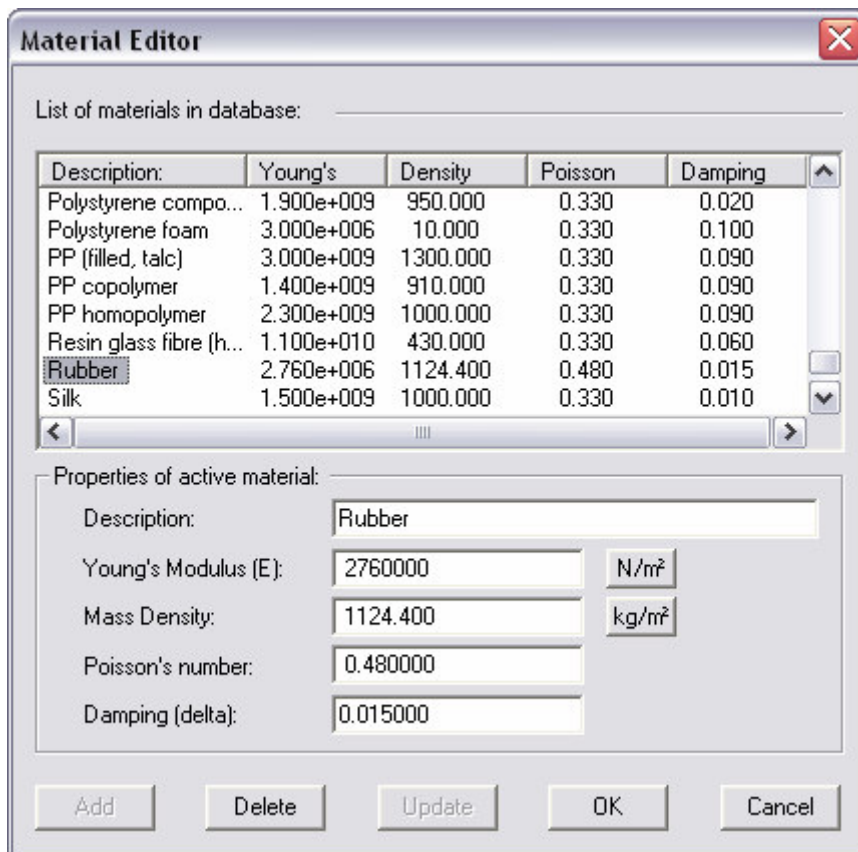 Material Editor
List of materials in database:
Description: Young's Density Poisson Damping
Polystyrene compo... 1.900e+009 950.000 0.330 0.020
Polystyrene foam 3.000e+006 10.000 0.330 0.100
PP (filled, talc) 3.000e+009 1300.000 0.330 0.090
PP copolymer 1.400e+009 910.000 0.330 0.090
PP homopolymer 2.300e+009 1000.000 0.330 0.090
Resin glass fibre (h... 1.100e+010 430.000 0.330 0.060
Rubber 2.760e+006 1124.400 0.480 0.015
Silk 1.500e+009 1000.000 0.330 0.010
Properties of active material:
Description: Rubber
Young's Modulus (E): 2760000 N/m²
Mass Density: 1124.400 kg/m²
Poisson's number: 0.480000
Damping (delta): 0.015000
Add Delete Update OK Cancel